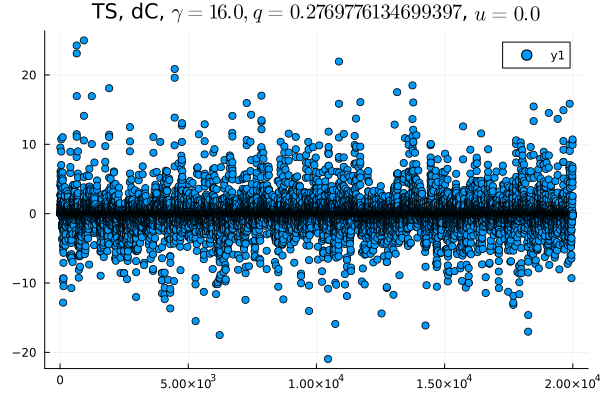 TS, dC, γ = 16.0, q = 0.2769776134699397, u = 0.0
y1
20
10
0
−10
−20
0 5.00×10³ 1.00×10⁴ 1.50×10⁴ 2.00×10⁴